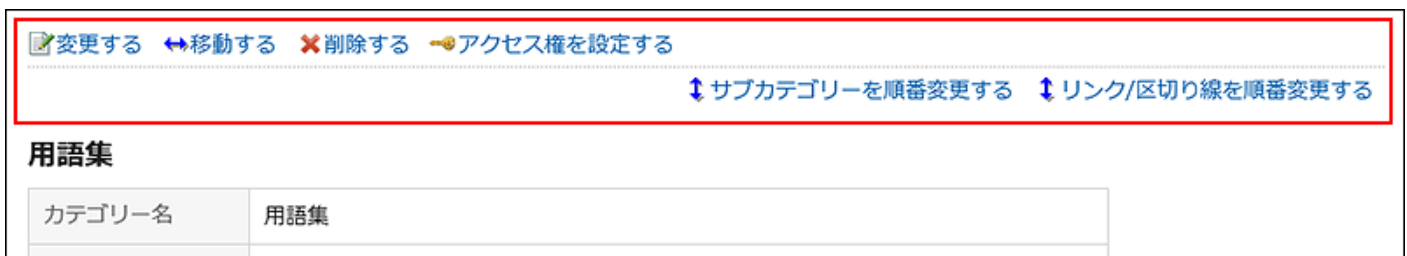 変更する 移動する 削除する アクセス権を設定する
サブカテゴリーを順番変更する リンク/区切り線を順番変更する
用語集
カテゴリー名 用語集